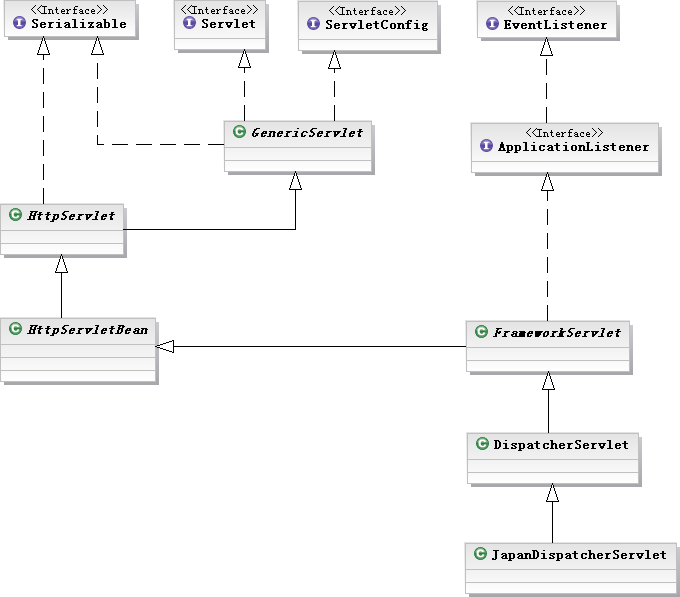 <<Interface>>
Serializable
<<Interface>>
Servlet
<<Interface>>
ServletConfig
<<Interface>>
EventListener
GenericServlet
<<Interface>>
ApplicationListener
HttpServlet
HttpServletBean
FrameworkServlet
DispatcherServlet
JapanDispatcherServlet